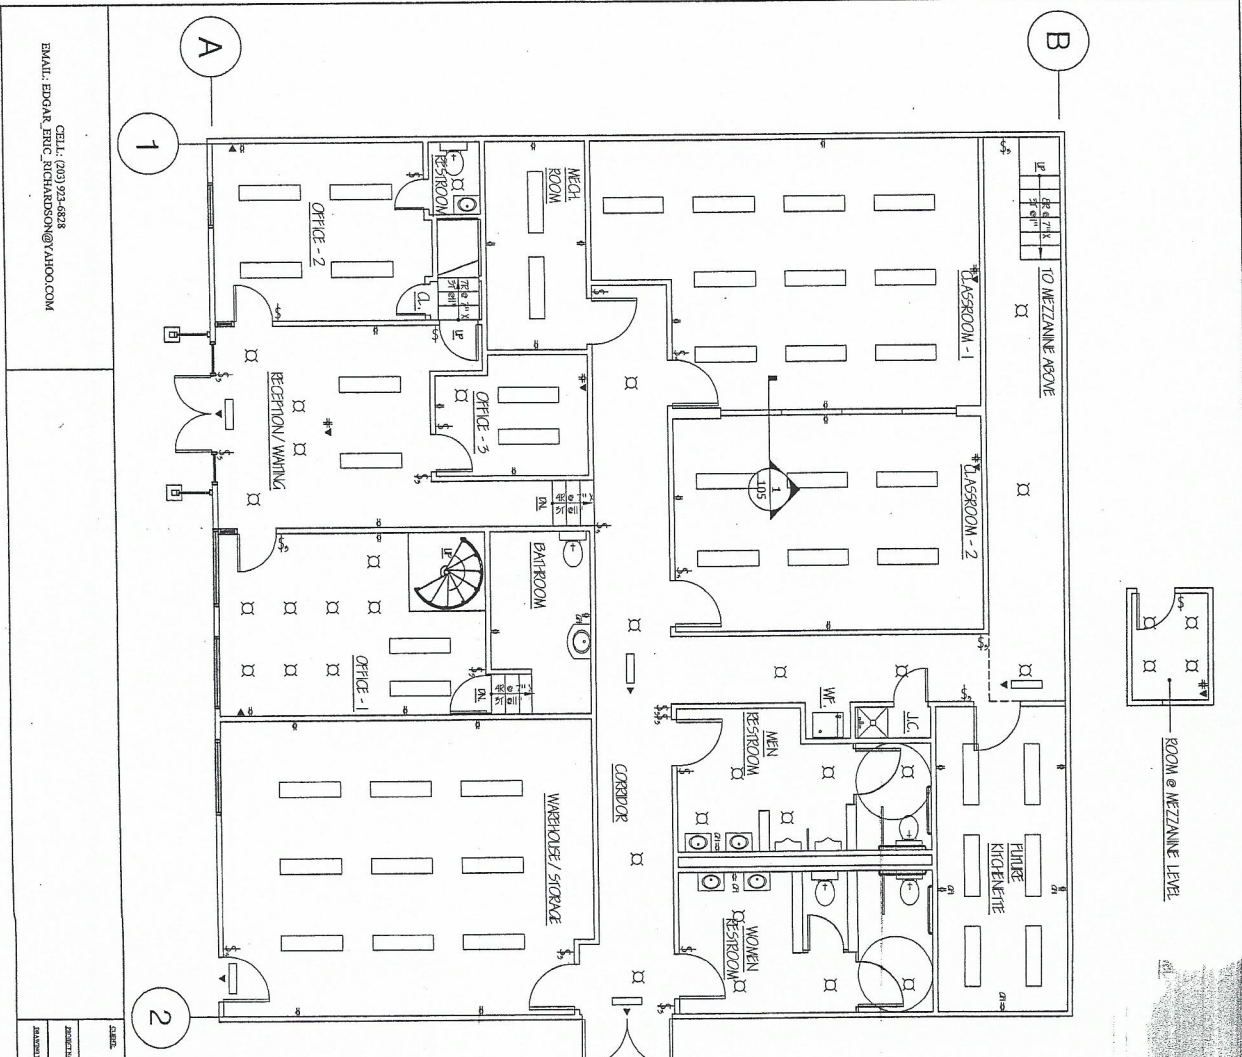 A
B
1
2
CELL: (203) 923-6828
EMAIL: EDGAR_ERIC_RICHARDSON@YAHOO.COM
OFFICE - 2
RESTROOM
CL.
UP
MECH.
ROOM
CLASSROOM - 1
UP
TO MEZZANINE ABOVE
RECEPTION / WAITING
OFFICE - 3
DN.
CLASSROOM - 2
1
105
OFFICE - 1
UP
BATHROOM
DN.
CORRIDOR
WAREHOUSE / STORAGE
MEN
RESTROOM
W.F.
J.C.
WOMEN
RESTROOM
FUTURE
KITCHENETTE
ROOM @ MEZZANINE LEVEL